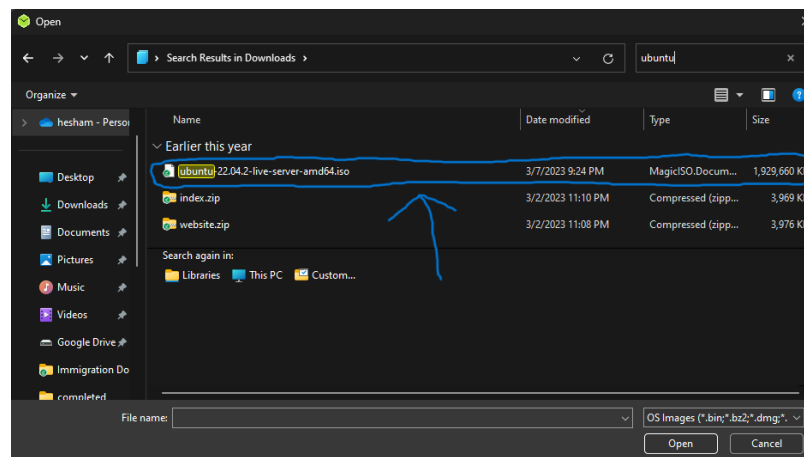 Open
Search Results in Downloads
ubuntu
Organize
hesham - Person
Name Date modified Type Size
Earlier this year
ubuntu-22.04.2-live-server-amd64.iso 3/7/2023 9:24 PM MagicISO.Docum... 1,929,660 K
index.zip 3/2/2023 11:10 PM Compressed (zipp... 3,969 K
website.zip 3/2/2023 11:08 PM Compressed (zipp... 3,976 K
Search again in:
Libraries This PC Custom...
Desktop
Downloads
Documents
Pictures
Music
Videos
Google Drive
Immigration Do
completed
File name: OS Images (*.bin;*.bz2;*.dmg;*.
Open Cancel